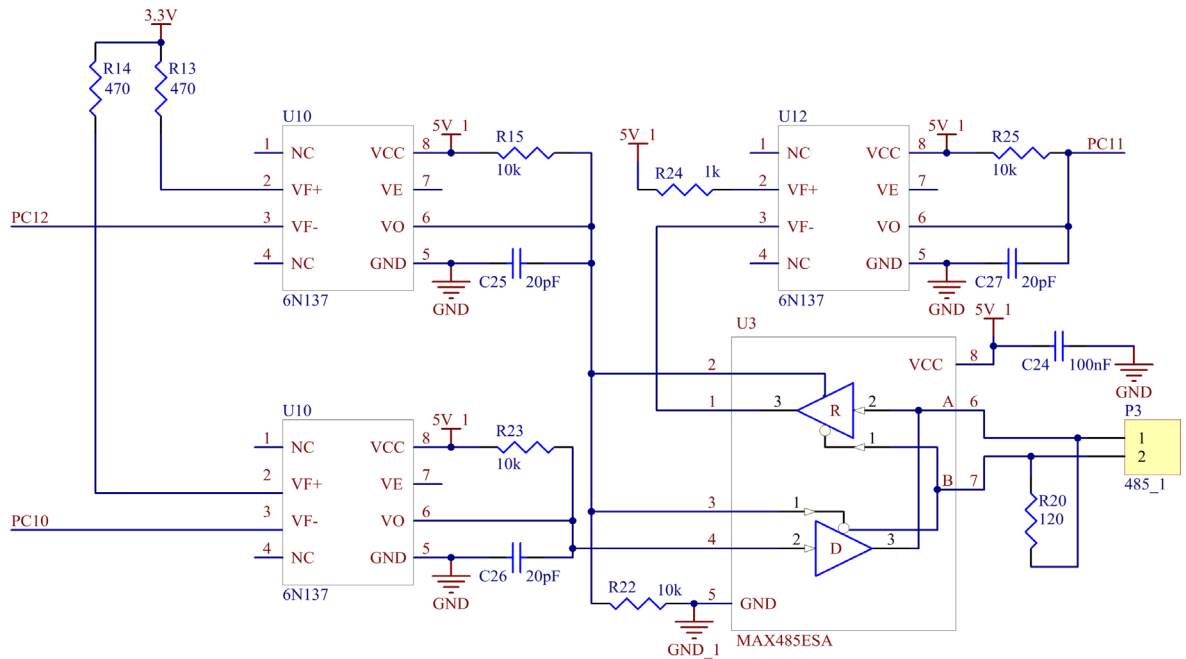 3.3V
R14
470
R13
470
U10
1 NC VCC 8
2 VF+ VE 7
3 VF- VO 6
4 NC GND 5
6N137
5V_1
R15
10k
C25 20pF
GND
PC12
U12
1 NC VCC 8
2 VF+ VE 7
3 VF- VO 6
4 NC GND 5
6N137
5V_1
R24 1k
5V_1
R25
10k
PC11
C27 20pF
GND
U10
1 NC VCC 8
2 VF+ VE 7
3 VF- VO 6
4 NC GND 5
6N137
5V_1
R23
10k
C26 20pF
GND
PC10
U3
5V_1
VCC 8
C24 100nF
GND
2
1 3 R 2 A 6
1
B 7
3 1
4 2 D 3
R22 10k
5 GND
GND_1
MAX485ESA
P3
1
2
485_1
R20
120